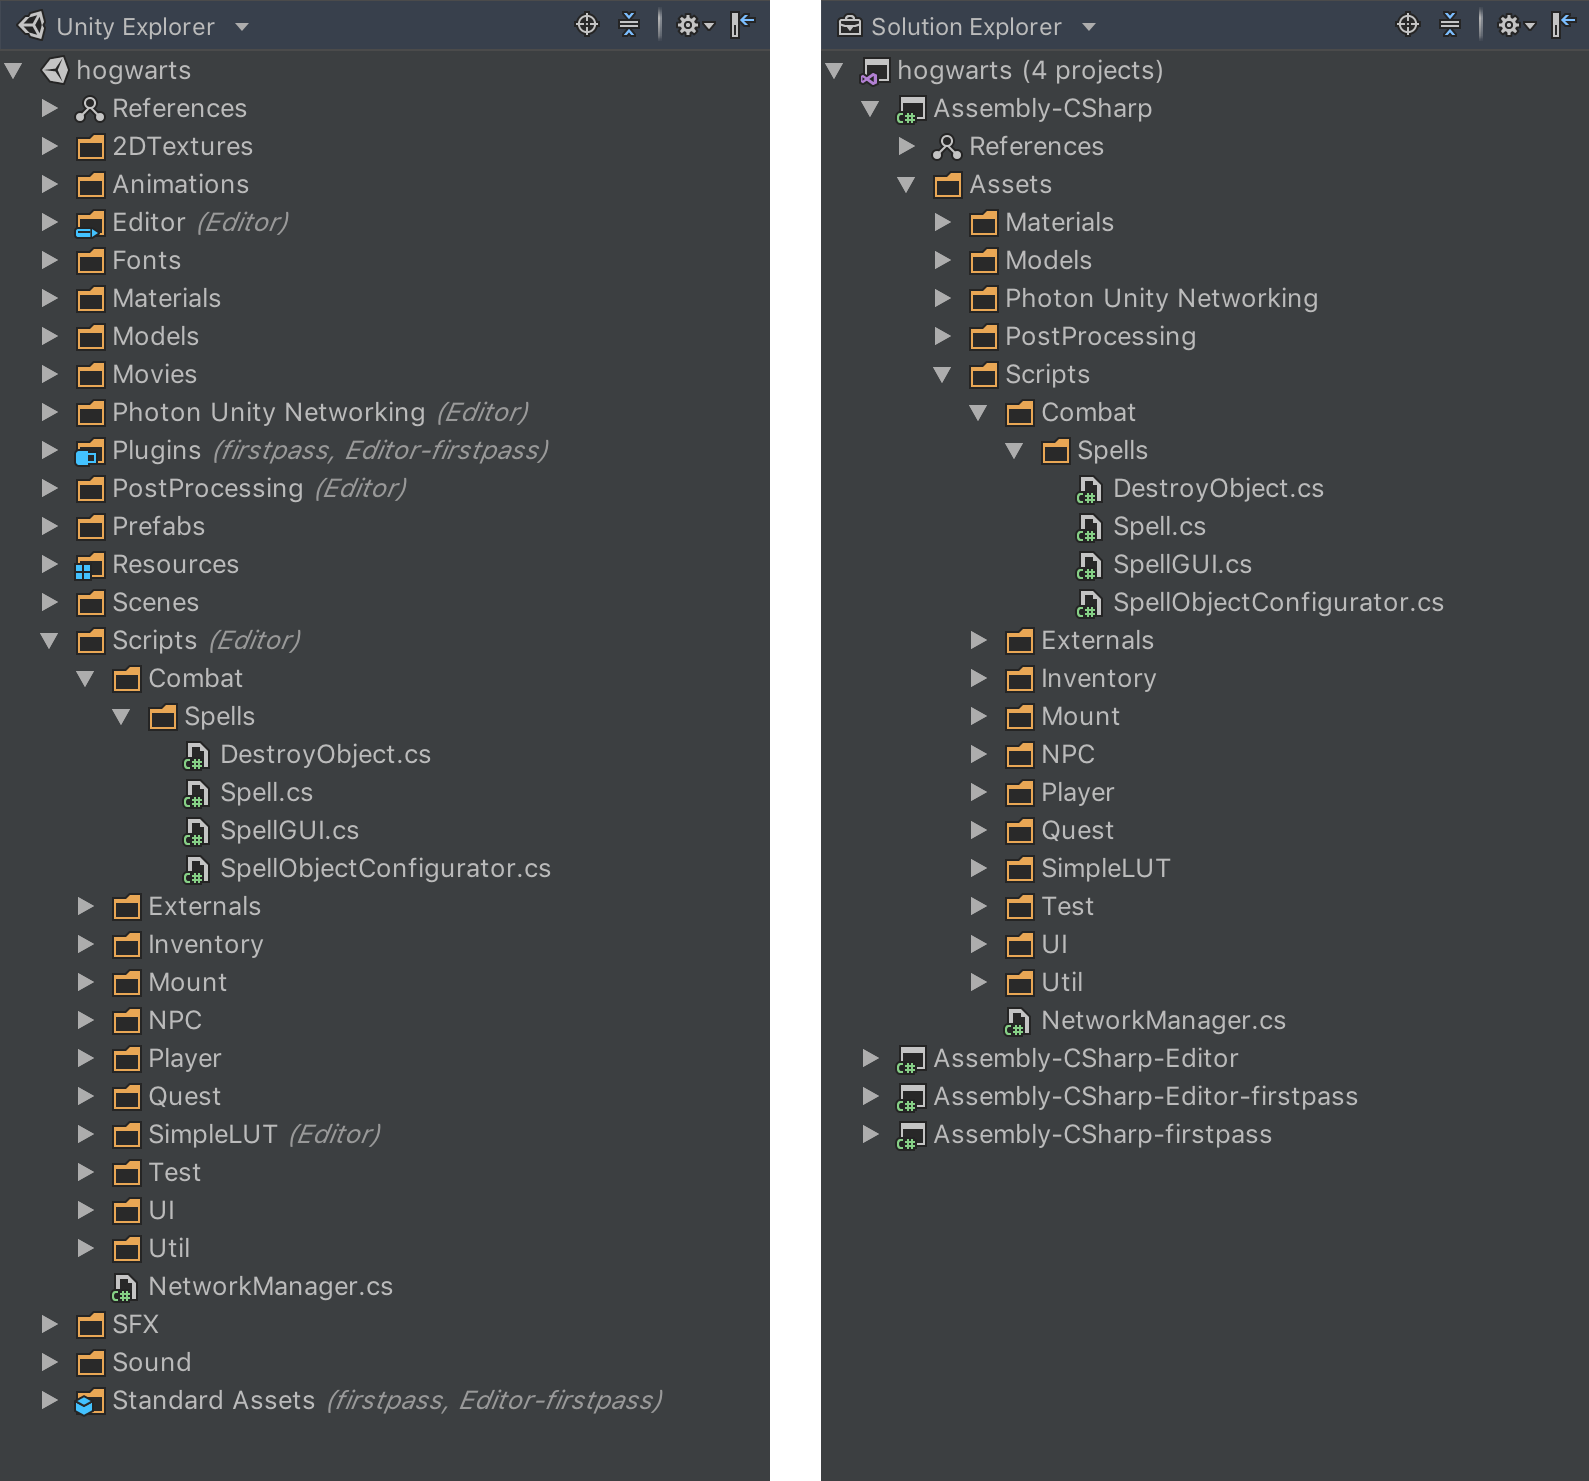 Unity Explorer
hogwarts
References
2DTextures
Animations
Editor (Editor)
Fonts
Materials
Models
Movies
Photon Unity Networking (Editor)
Plugins (firstpass, Editor-firstpass)
PostProcessing (Editor)
Prefabs
Resources
Scenes
Scripts (Editor)
Combat
Spells
C# DestroyObject.cs
C# Spell.cs
C# SpellGUI.cs
C# SpellObjectConfigurator.cs
Externals
Inventory
Mount
NPC
Player
Quest
SimpleLUT (Editor)
Test
UI
Util
C# NetworkManager.cs
SFX
Sound
Standard Assets (firstpass, Editor-firstpass)
Solution Explorer
hogwarts (4 projects)
C# Assembly-CSharp
References
Assets
Materials
Models
Photon Unity Networking
PostProcessing
Scripts
Combat
Spells
C# DestroyObject.cs
C# Spell.cs
C# SpellGUI.cs
C# SpellObjectConfigurator.cs
Externals
Inventory
Mount
NPC
Player
Quest
SimpleLUT
Test
UI
Util
C# NetworkManager.cs
C# Assembly-CSharp-Editor
C# Assembly-CSharp-Editor-firstpass
C# Assembly-CSharp-firstpass